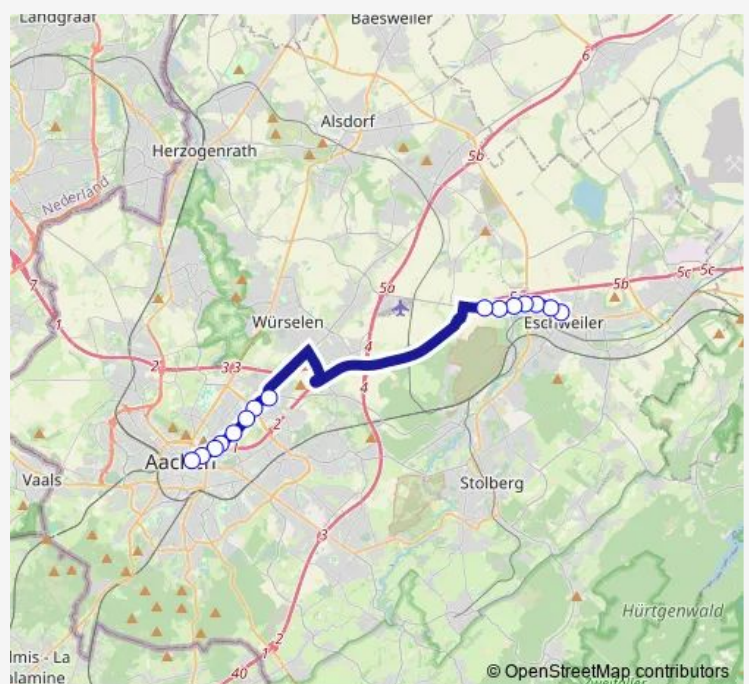 Landgraaf
Baesweiler
6
Alsdorf
Herzogenrath
5b
Nederland
7
5a
5b
5c
5c
1
Würselen
Eschweiler
4
2
3
3
4
2
1
Aachen
Vaals
Stolberg
3
Hürtgenwald
2
1
40
© OpenStreetMap contributors